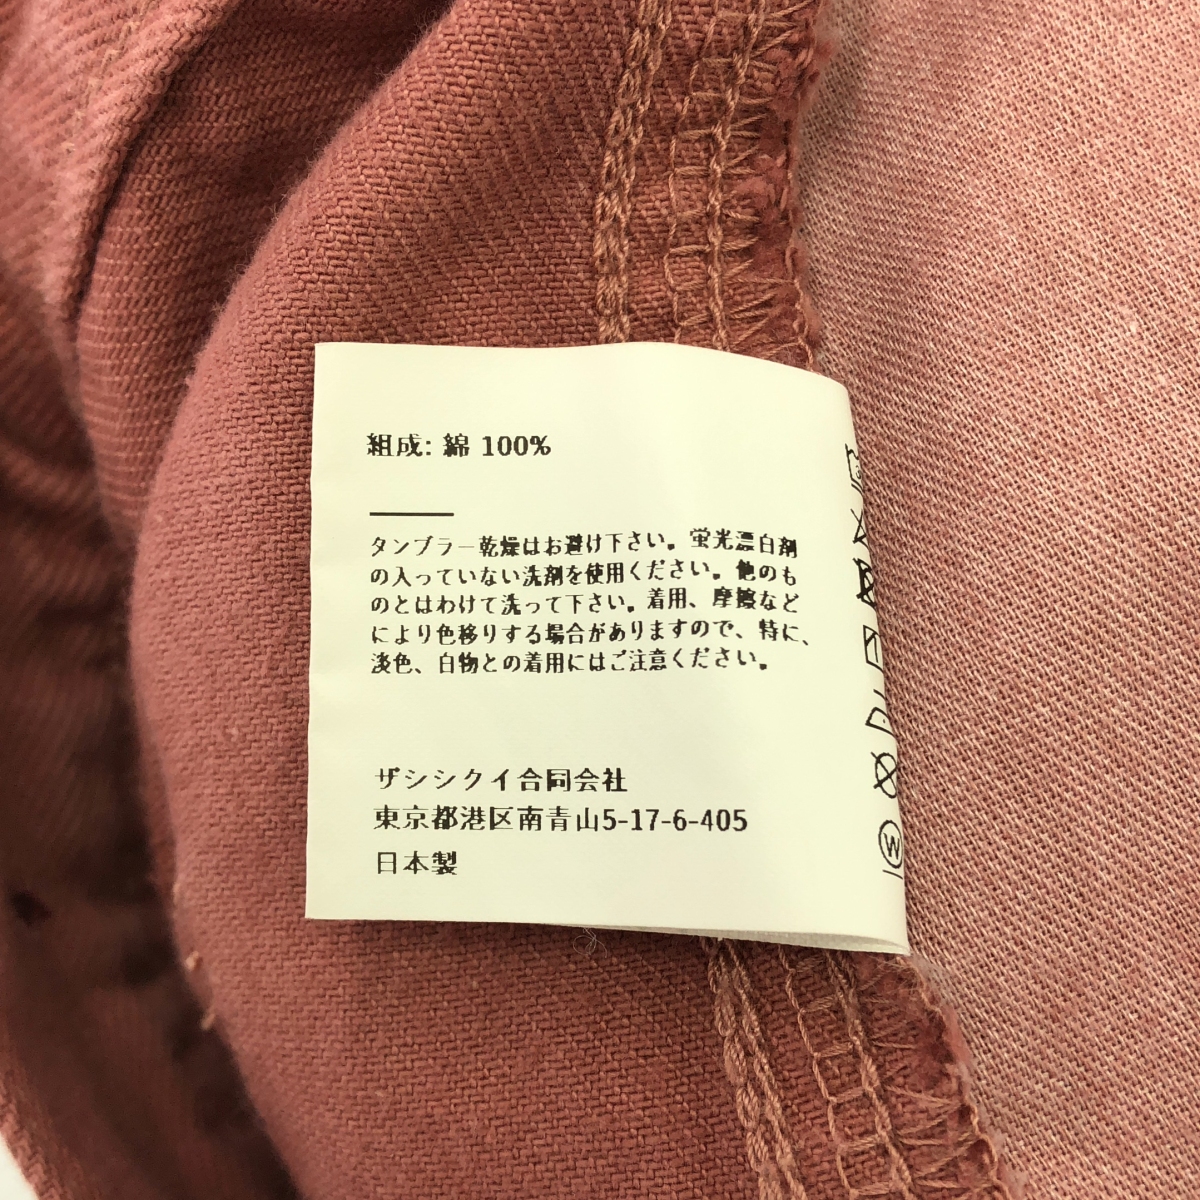 組成: 綿 100%
タンブラー乾燥はお避け下さい。蛍光漂白剤
の入っていない洗剤を使用ください。他のも
のとはわけて洗って下さい。着用、摩擦など
により色移りする場合がありますので、特に、
淡色、白物との着用にはご注意ください。
ザシシクイ合同会社
東京都港区南青山5-17-6-405
日本製
W